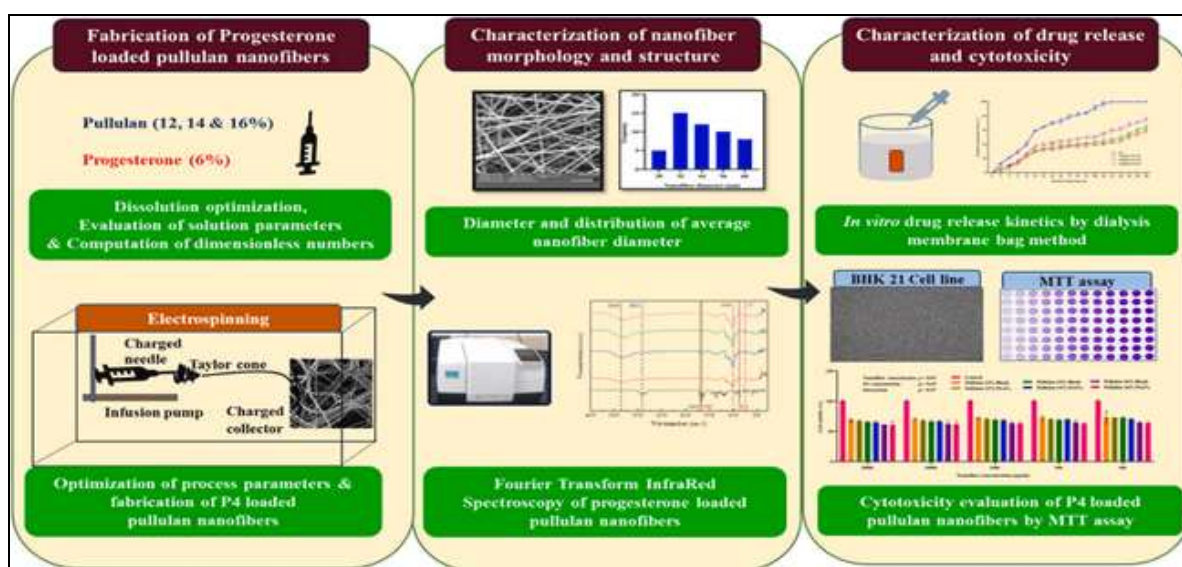 Fabrication of Progesterone
loaded pullulan nanofibers
Pullulan (12, 14 & 16%)
Progesterone (6%)
Dissolution optimization,
Evaluation of solution parameters
& Computation of dimensionless numbers
Electrospinning
Charged
needle
Taylor cone
Infusion pump
Charged
collector
Optimization of process parameters &
fabrication of P4 loaded
pullulan nanofibers
Characterization of nanofiber
morphology and structure
Diameter and distribution of average
nanofiber diameter
Fourier Transform InfraRed
Spectroscopy of progesterone loaded
pullulan nanofibers
Characterization of drug release
and cytotoxicity
In vitro drug release kinetics by dialysis
membrane bag method
BHK 21 Cell line
MTT assay
Cytotoxicity evaluation of P4 loaded
pullulan nanofibers by MTT assay